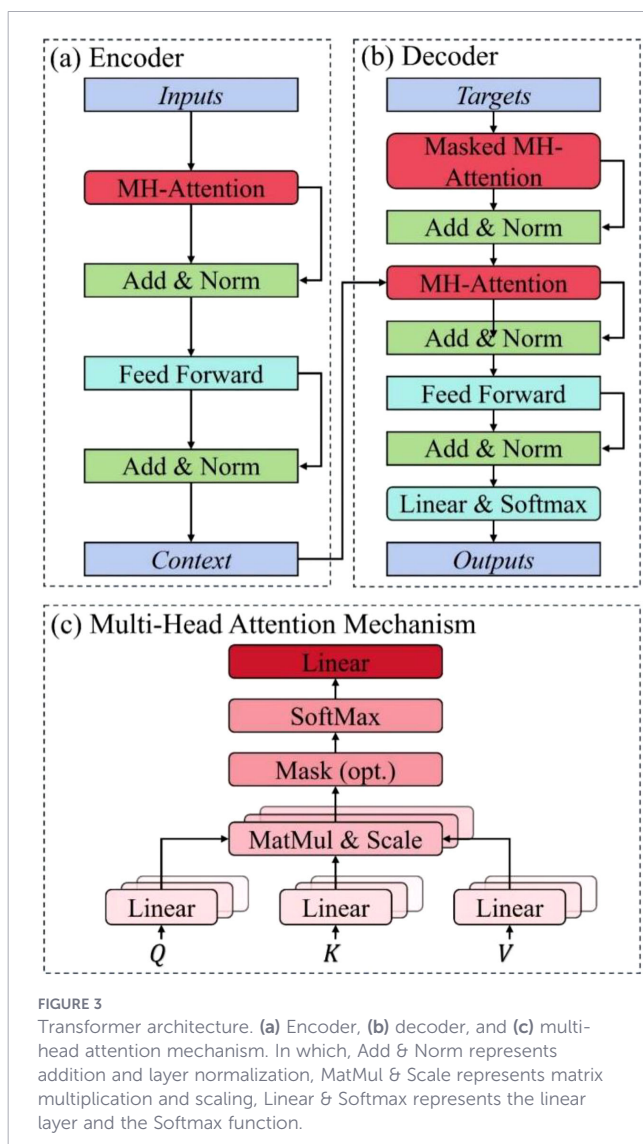 (a) Encoder
Inputs
MH-Attention
Add & Norm
Feed Forward
Add & Norm
Context
(b) Decoder
Targets
Masked MH-
Attention
Add & Norm
MH-Attention
Add & Norm
Feed Forward
Add & Norm
Linear & Softmax
Outputs
(c) Multi-Head Attention Mechanism
Linear
SoftMax
Mask (opt.)
MatMul & Scale
Linear Linear Linear
Q K V
FIGURE 3
Transformer architecture. (a) Encoder, (b) decoder, and (c) multi-
head attention mechanism. In which, Add & Norm represents
addition and layer normalization, MatMul & Scale represents matrix
multiplication and scaling, Linear & Softmax represents the linear
layer and the Softmax function.